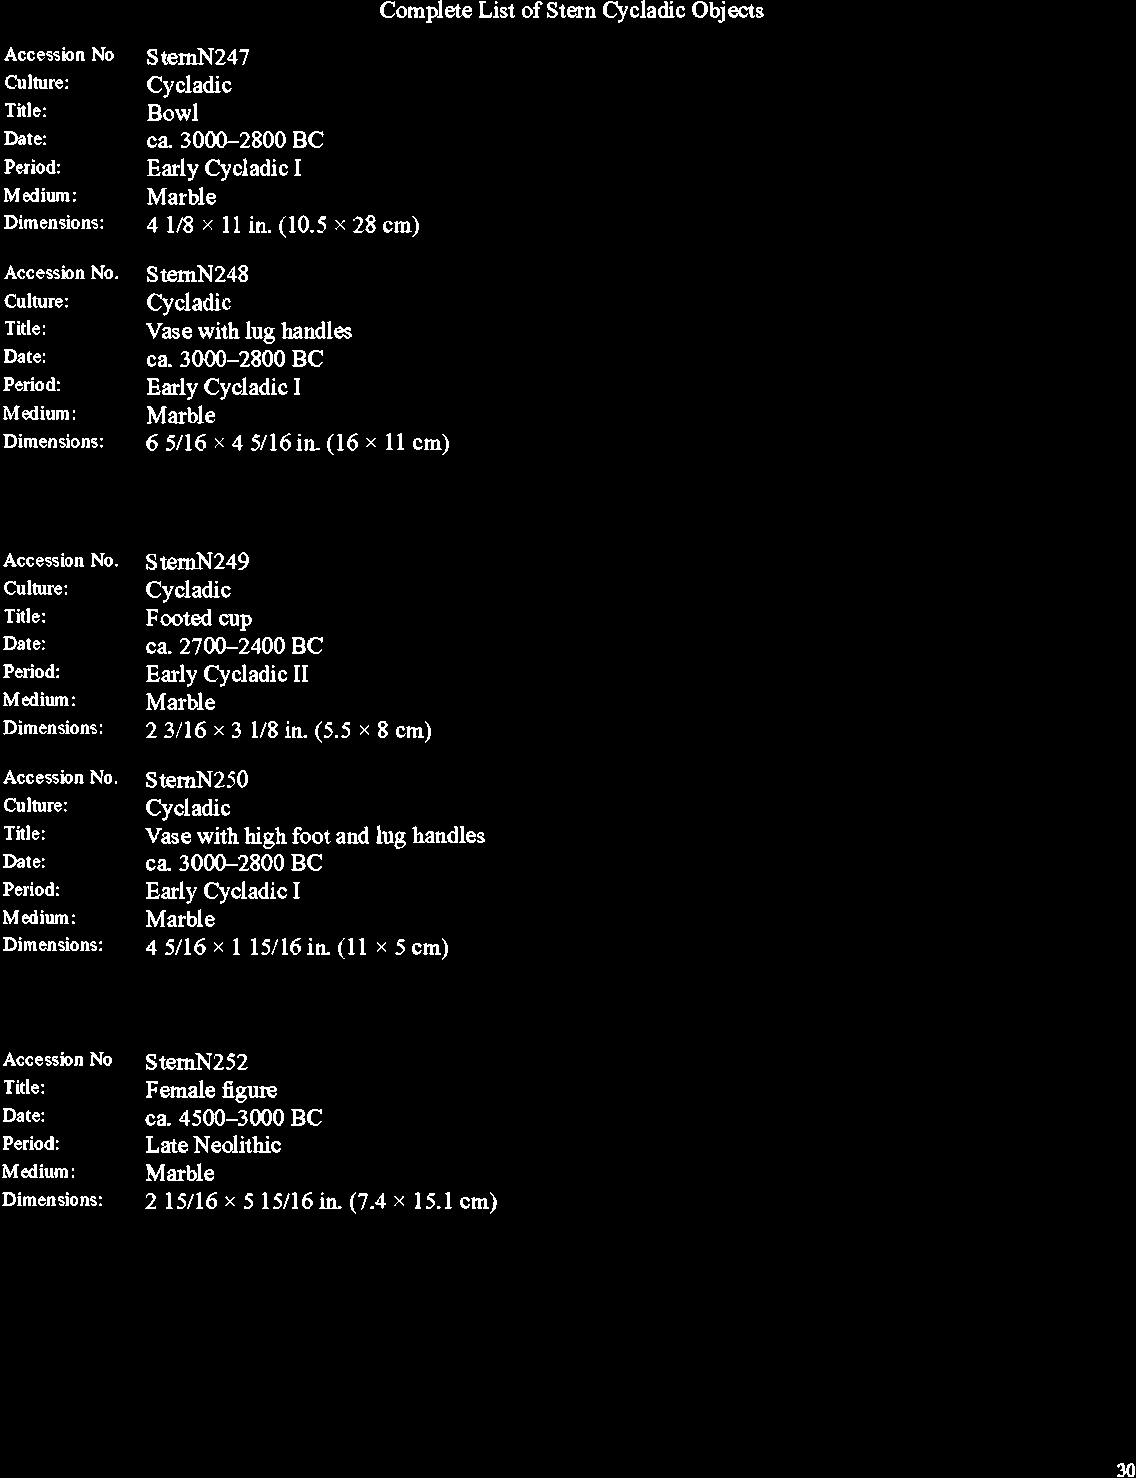 Complete List of Stern Cycladic Objects
Accession No SternN247
Culture: Cycladic
Title: Bowl
Date: ca. 3000–2800 BC
Period: Early Cycladic I
Medium: Marble
Dimensions: 4 1/8 × 11 in. (10.5 × 28 cm)
Accession No. SternN248
Culture: Cycladic
Title: Vase with lug handles
Date: ca. 3000–2800 BC
Period: Early Cycladic I
Medium: Marble
Dimensions: 6 5/16 × 4 5/16 in. (16 × 11 cm)
Accession No. SternN249
Culture: Cycladic
Title: Footed cup
Date: ca. 2700–2400 BC
Period: Early Cycladic II
Medium: Marble
Dimensions: 2 3/16 × 3 1/8 in. (5.5 × 8 cm)
Accession No. SternN250
Culture: Cycladic
Title: Vase with high foot and lug handles
Date: ca. 3000–2800 BC
Period: Early Cycladic I
Medium: Marble
Dimensions: 4 5/16 × 1 15/16 in. (11 × 5 cm)
Accession No SternN252
Title: Female figure
Date: ca. 4500–3000 BC
Period: Late Neolithic
Medium: Marble
Dimensions: 2 15/16 × 5 15/16 in. (7.4 × 15.1 cm)
30